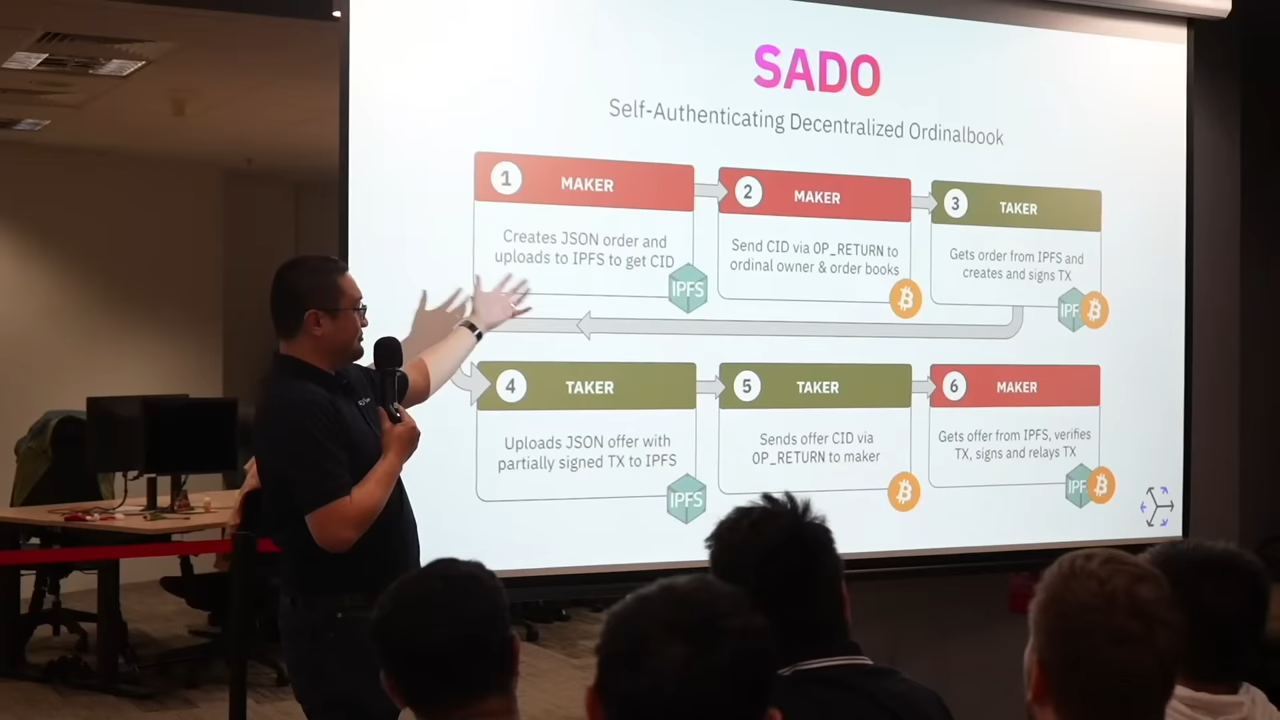 SADO
Self-Authenticating Decentralized Ordinalbook
1 MAKER
Creates JSON order and
uploads to IPFS to get CID
IPFS
2 MAKER
Send CID via OP_RETURN to
ordinal owner & order books
3 TAKER
Gets order from IPFS and
creates and signs TX
IPF
4 TAKER
Uploads JSON offer with
partially signed TX to IPFS
IPFS
5 TAKER
Sends offer CID via
OP_RETURN to maker
6 MAKER
Gets offer from IPFS, verifies
TX, signs and relays TX
IPF